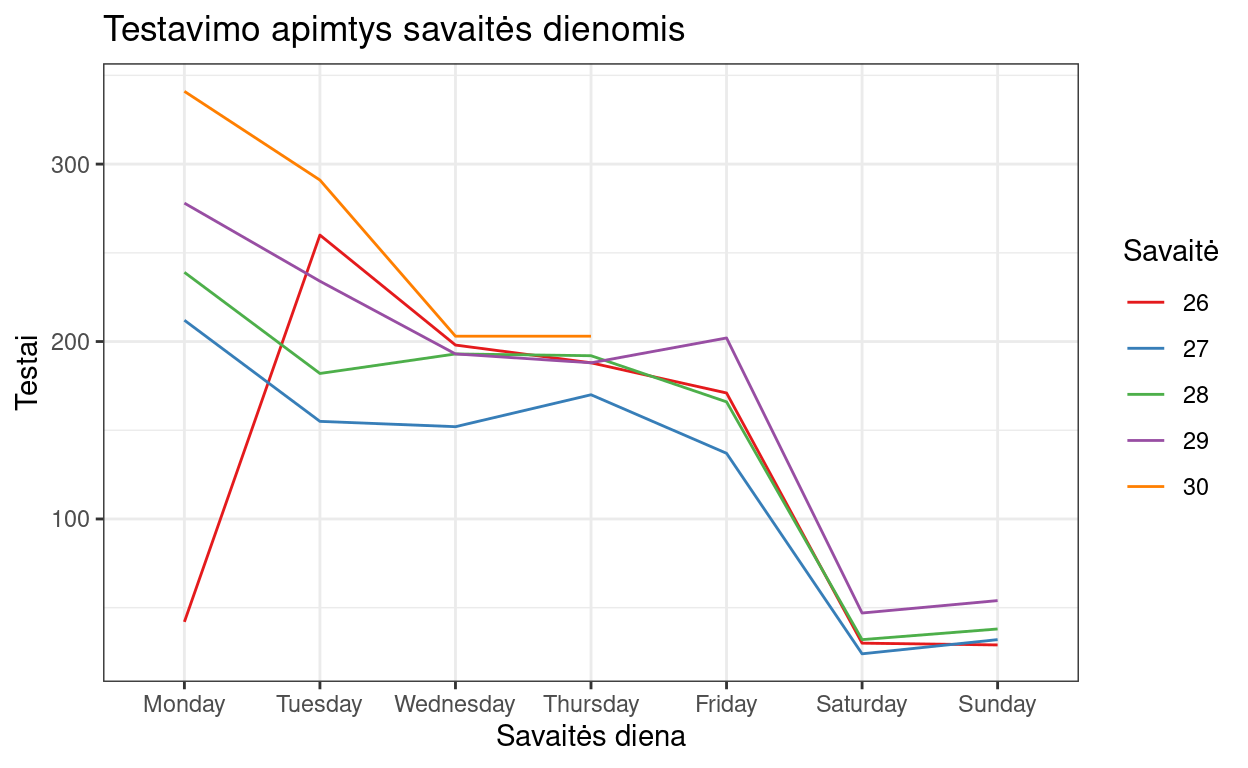 Testavimo apimtys savaitės dienomis
Testai
300
200
100
Monday Tuesday Wednesday Thursday Friday Saturday Sunday
Savaitės diena
Savaitė
26
27
28
29
30